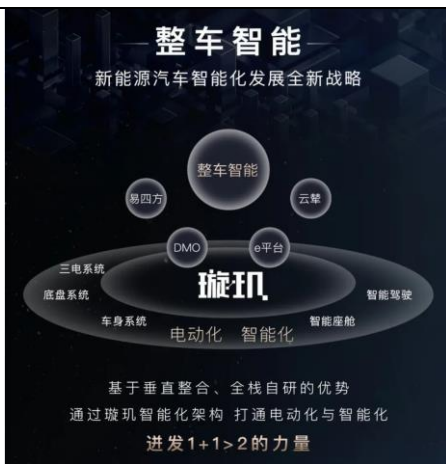 整车智能
新能源汽车智能化发展全新战略
整车智能
易四方
云辇
DMO
e平台
璇玑
三电系统
底盘系统
智能驾驶
车身系统
智能座舱
电动化 智能化
基于垂直整合、全栈自研的优势
通过璇玑智能化架构 打通电动化与智能化
迸发1+1>2的力量